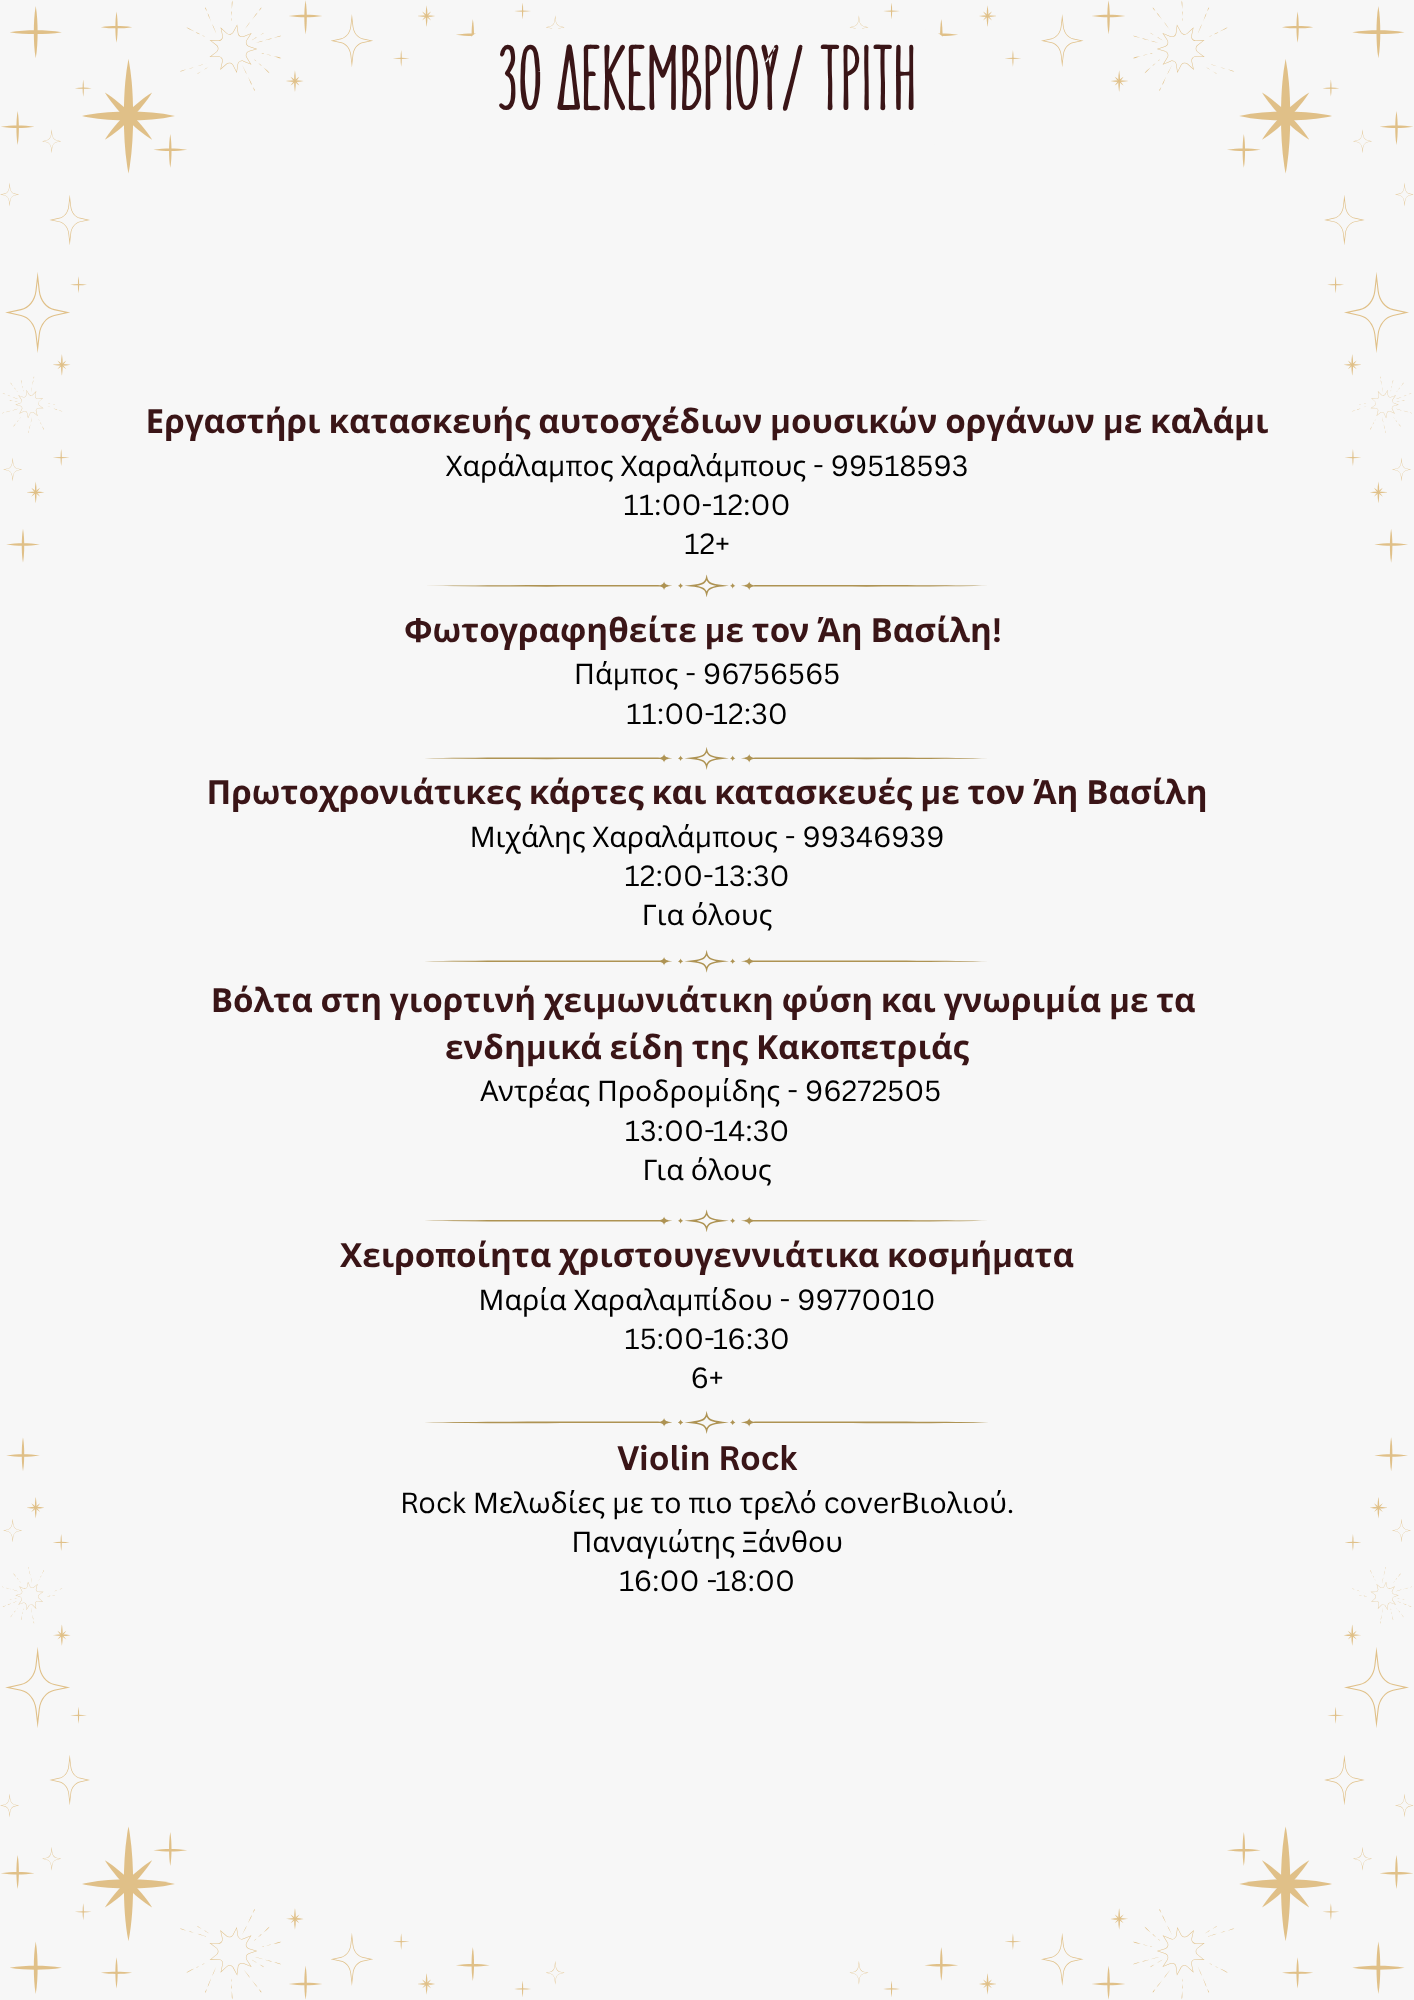 30 ΔΕΚΕΜΒΡΙΟΥ/ ΤΡΙΤΗ
Εργαστήρι κατασκευής αυτοσχέδιων μουσικών οργάνων με καλάμι
Χαράλαμπος Χαραλάμπους - 99518593
11:00-12:00
12+
Φωτογραφηθείτε με τον Άη Βασίλη!
Πάμπος - 96756565
11:00-12:30
Πρωτοχρονιάτικες κάρτες και κατασκευές με τον Άη Βασίλη
Μιχάλης Χαραλάμπους - 99346939
12:00-13:30
Για όλους
Βόλτα στη γιορτινή χειμωνιάτικη φύση και γνωριμία με τα
ενδημικά είδη της Κακοπετριάς
Αντρέας Προδρομίδης - 96272505
13:00-14:30
Για όλους
Χειροποίητα χριστουγεννιάτικα κοσμήματα
Μαρία Χαραλαμπίδου - 99770010
15:00-16:30
6+
Violin Rock
Rock Μελωδίες με το πιο τρελό coverΒιολιού.
Παναγιώτης Ξάνθου
16:00 -18:00